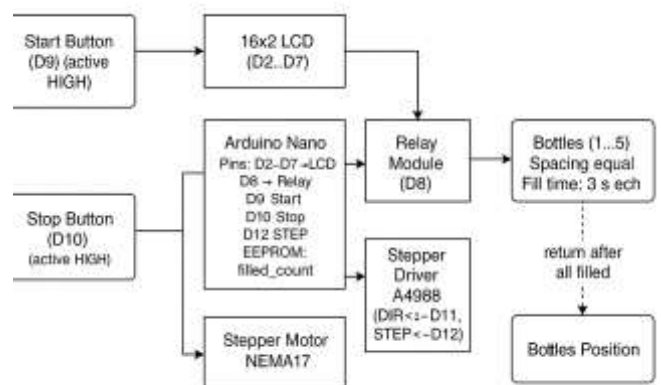 Start Button
(D9) (active
HIGH)
16x2 LCD
(D2..D7)
Arduino Nano
Pins: D2–D7→LCD
D8 → Relay
D9 Start
D10 Stop
D12 STEP
EEPROM:
filled_count
Relay
Module
(D8)
Bottles (1...5)
Spacing equal
Fill time: 3 s ech
Stop Button
(D10)
(active HIGH)
Stepper
Driver
A4988
(DIR<:–D11,
STEP<–D12)
return after
all filled
Stepper Motor
NEMA17
Bottles Position